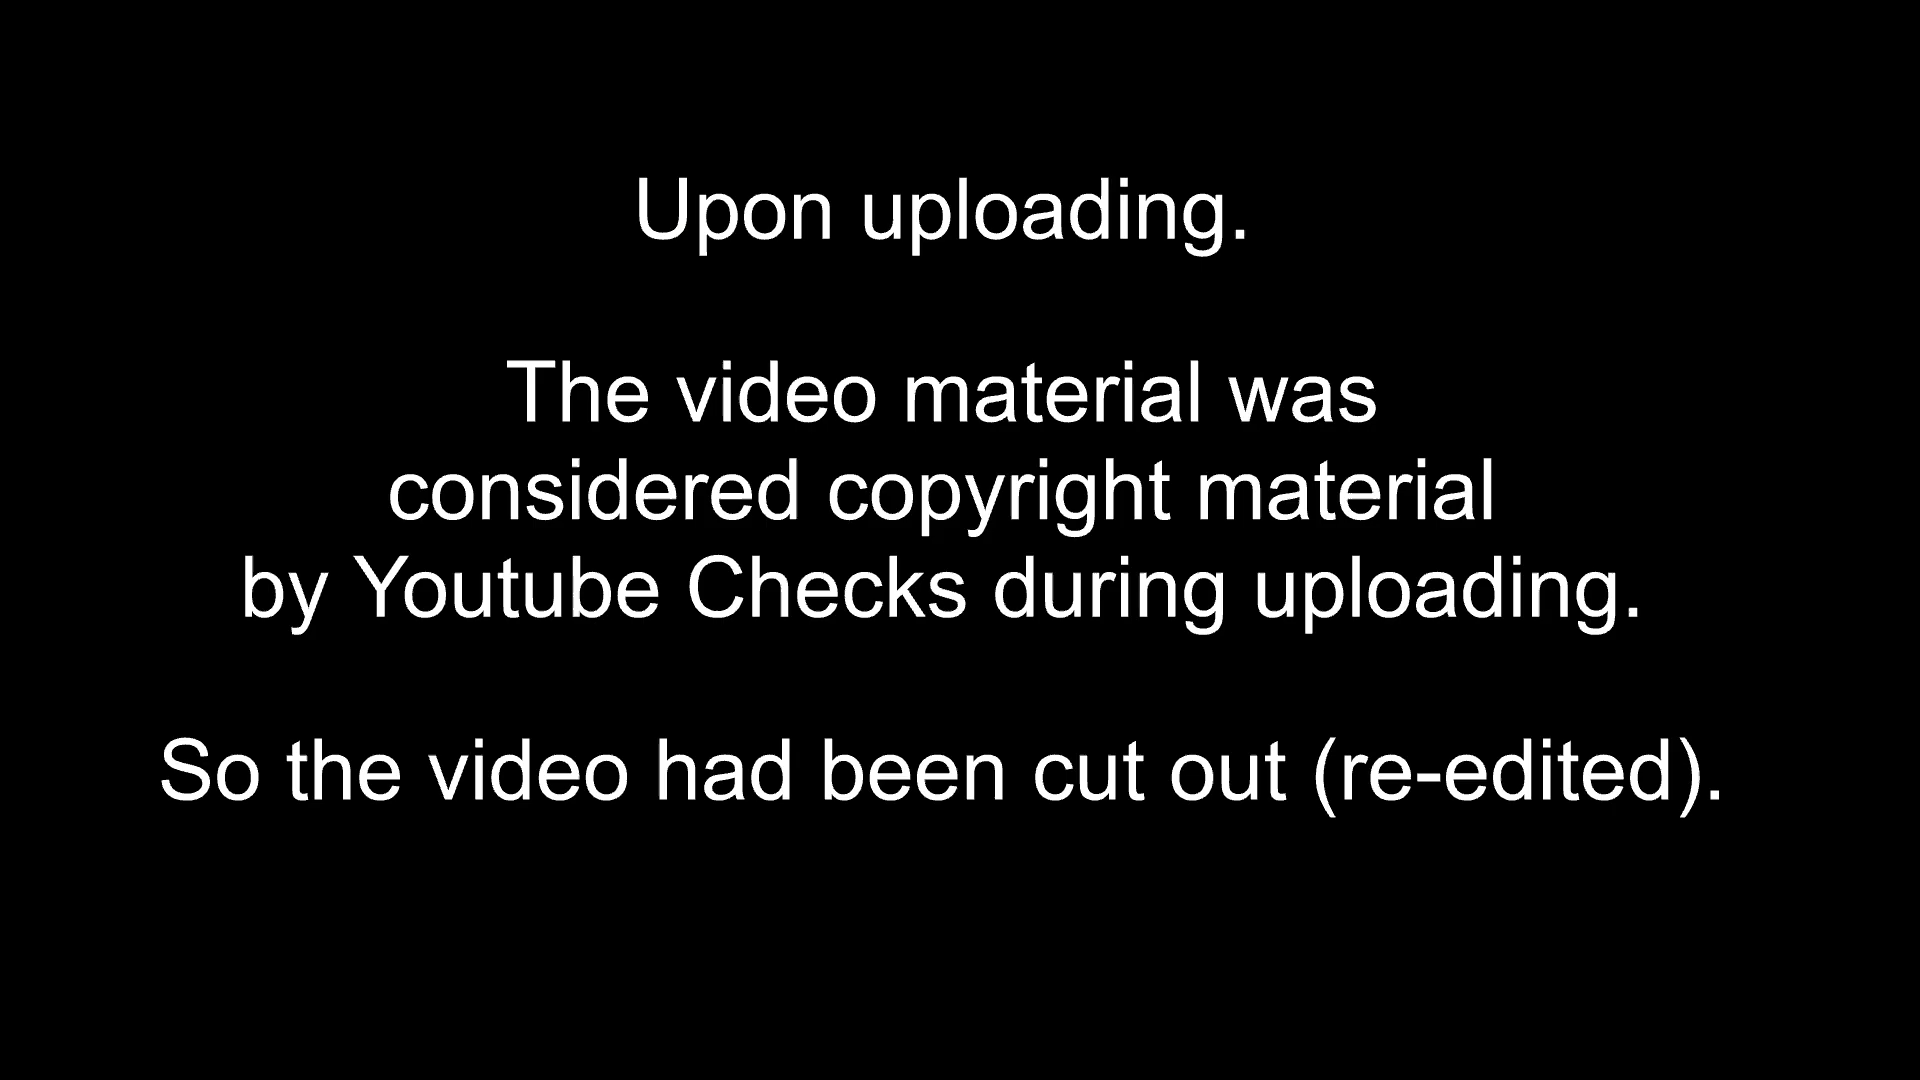 Upon uploading.
The video material was
considered copyright material
by Youtube Checks during uploading.
So the video had been cut out (re-edited).